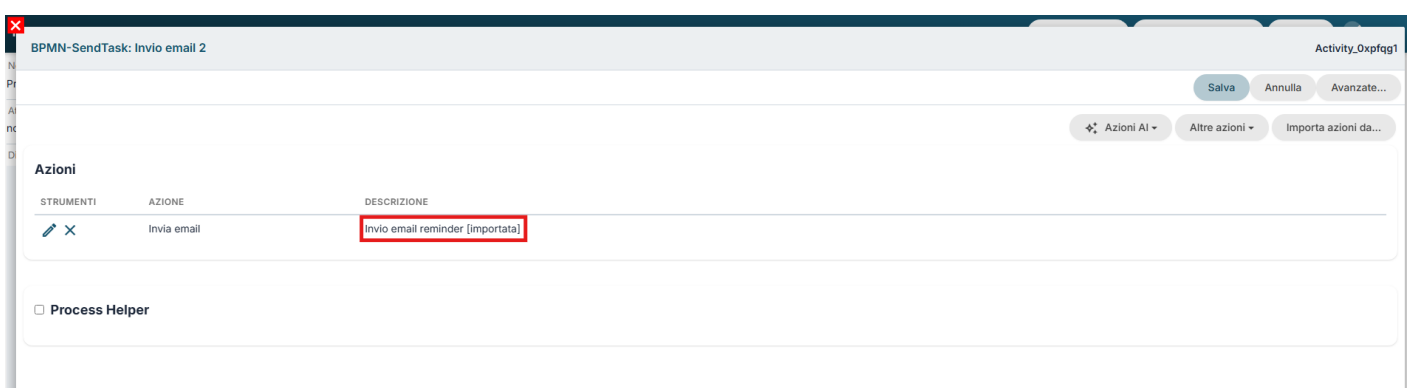 BPMN-SendTask: Invio email 2
Activity_0xpfqg1
Salva Annulla Avanzate...
Azioni AI Altre azioni Importa azioni da...
Azioni
STRUMENTI AZIONE DESCRIZIONE
Invia email Invio email reminder [importata]
Process Helper